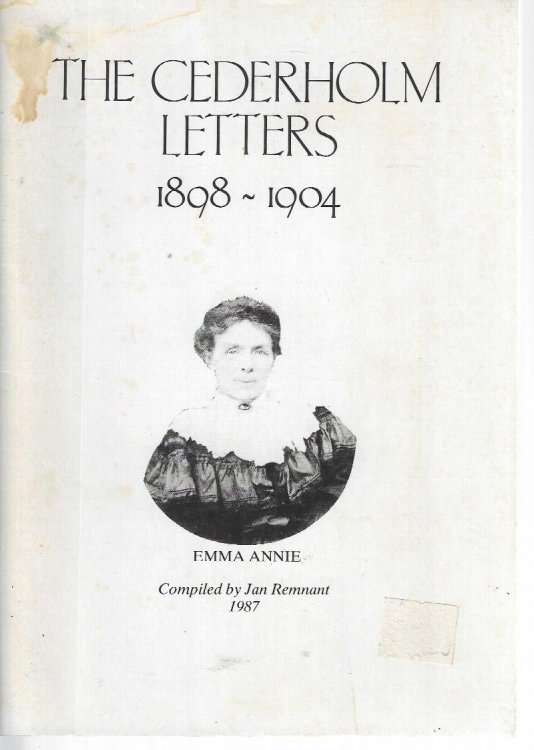 THE CEDERHOLM
LETTERS
1898 ~ 1904
EMMA ANNIE
Compiled by Jan Remnant
1987